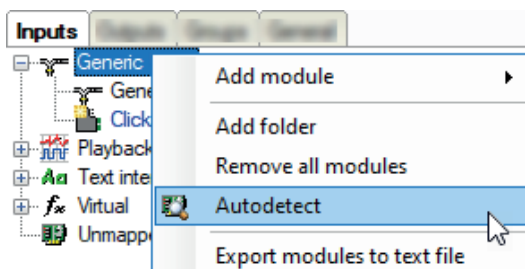 Inputs
Generic
Gene
Click
Playback
Text inte
Virtual
Unmappe
Add module
Add folder
Remove all modules
Autodetect
Export modules to text file